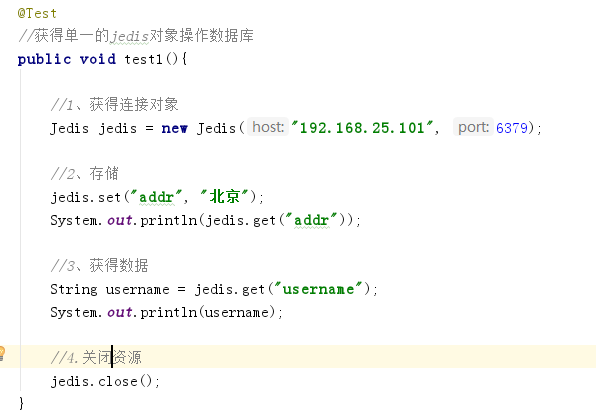 @Test
//获得单一的jedis对象操作数据库
public void test1(){
//1、获得连接对象
Jedis jedis = new Jedis( host: "192.168.25.101", port: 6379);
//2、存储
jedis.set("addr", "北京");
System.out.println(jedis.get("addr"));
//3、获得数据
String username = jedis.get("username");
System.out.println(username);
//4.关闭资源
jedis.close();
}